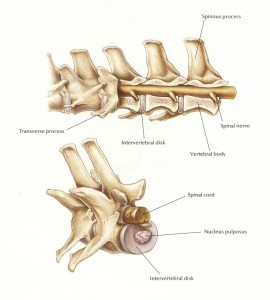 Spinous process
Transverse process
Spinal nerve
Intervertebral disk
Vertebral body
Spinal cord
Nucleus pulposus
Intervertebral disk